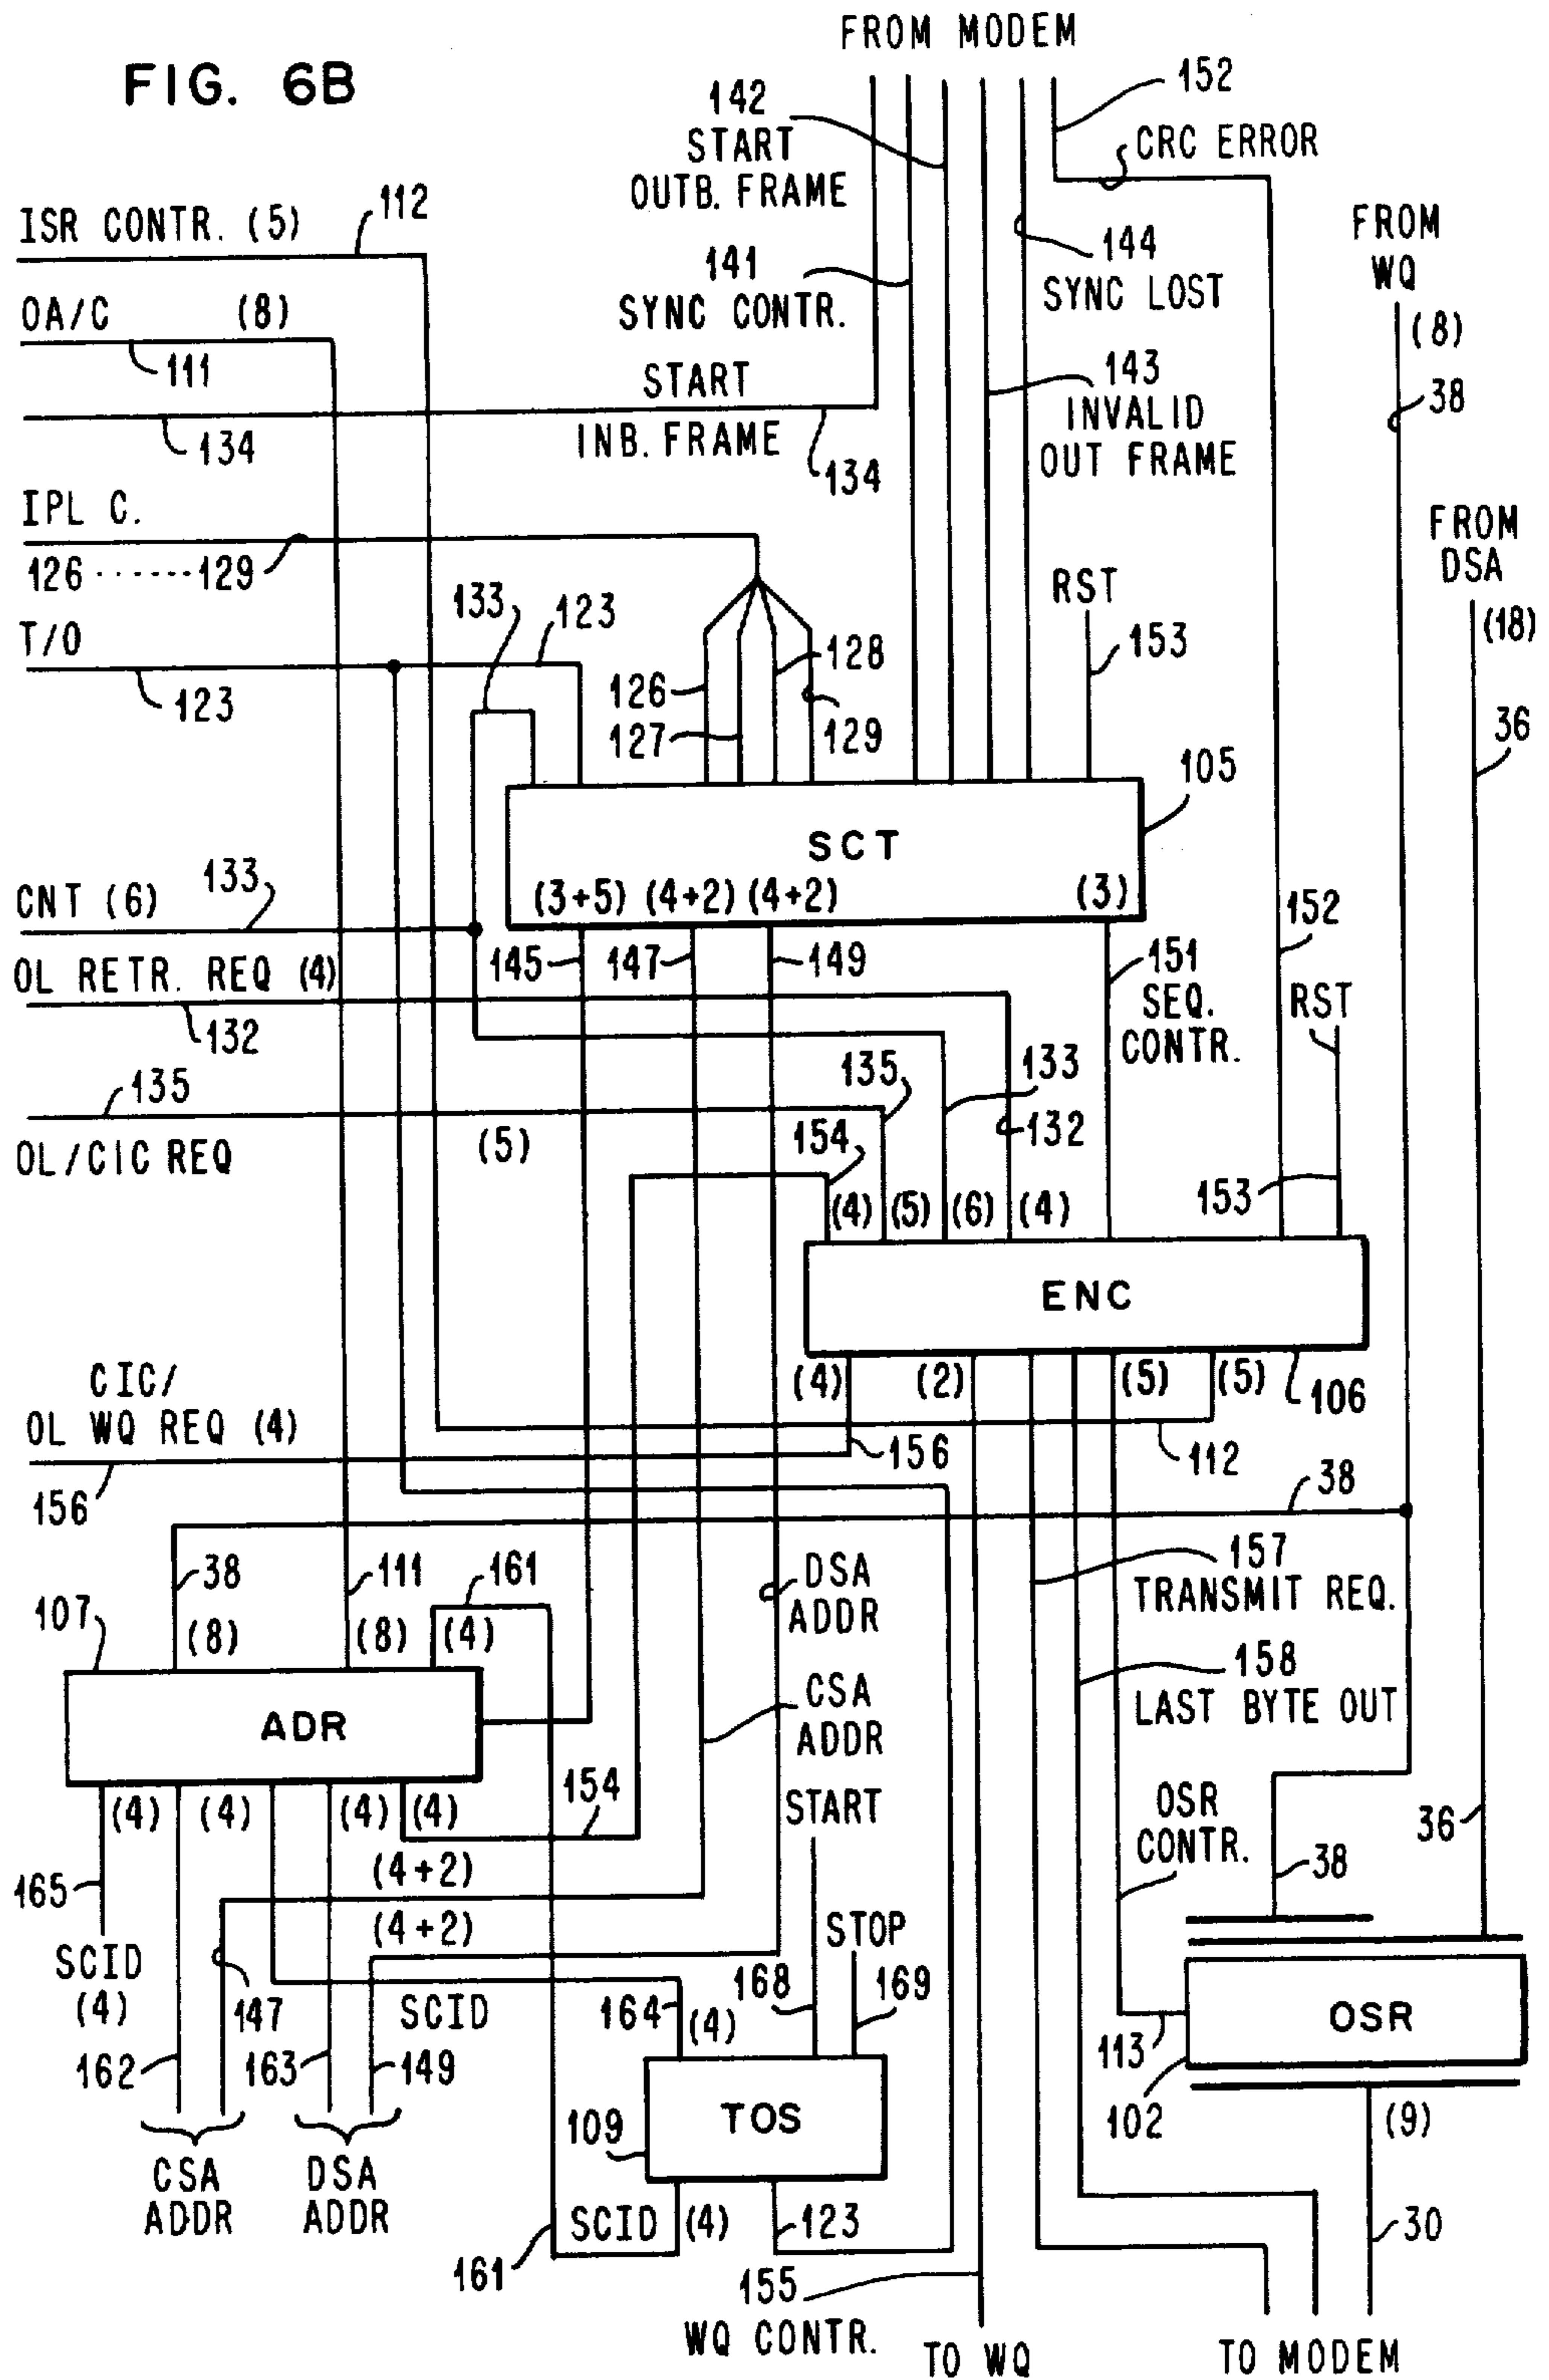 FROM MODEM
FIG. 6B
152
142
START
OUTB. FRAME
CRC ERROR
ISR CONTR. (5)
112
FROM
WQ
(8)
141
SYNC CONTR.
144
SYNC LOST
OA/C (8)
111
START
INB. FRAME
134
134
143
INVALID
OUT FRAME
38
IPL C.
126 ······129
FROM
DSA
(18)
RST
153
133
123
T/O
123
126
127
128
129
36
105
SCT
(3+5) (4+2) (4+2) (3)
CNT (6)
133
145
147
149
151
SEQ.
CONTR.
152
RST
OL RETR. REQ (4)
132
135
OL/CIC REQ
(5)
135
133
132
154
153
(4) (5) (6) (4)
ENC
(4) (2) (5) (5)
106
CIC/
OL WQ REQ (4)
156
156
112
38
38
111
161
DSA
ADDR
157
TRANSMIT REQ.
107
(8) (8) (4)
158
LAST BYTE OUT
ADR
CSA
ADDR
(4) (4) (4) (4)
154
START
OSR
CONTR.
36
38
165
(4+2)
(4+2)
STOP
SCID
(4)
147
SCID
164
(4)
168
169
OSR
113
162
163
149
109
TOS
102
(9)
CSA
ADDR
DSA
ADDR
161
SCID (4)
123
30
155
WQ CONTR.
TO WQ
TO MODEM